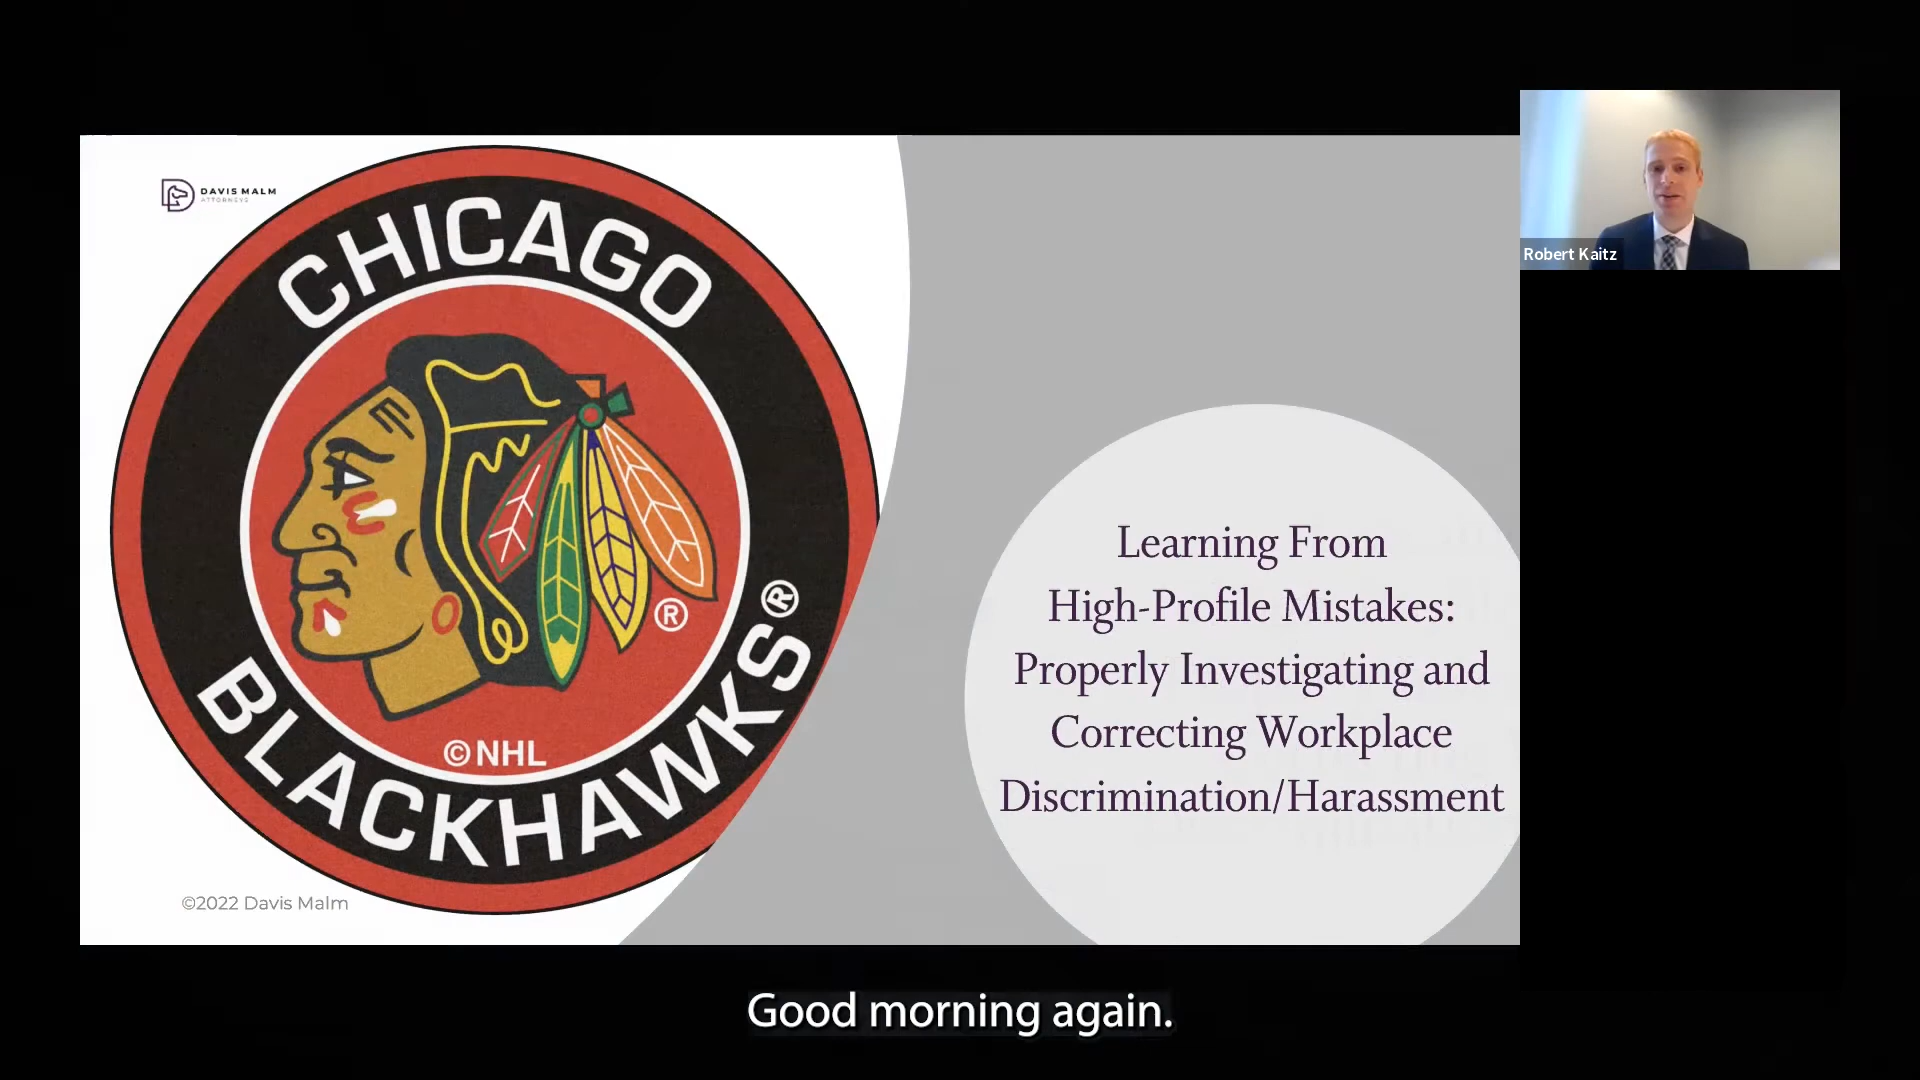 DAVIS MALM
ATTORNEYS
CHICAGO
BLACKHAWKS®
®
©NHL
©2022 Davis Malm
Learning From
High-Profile Mistakes:
Properly Investigating and
Correcting Workplace
Discrimination/Harassment
Robert Kaitz
Good morning again.